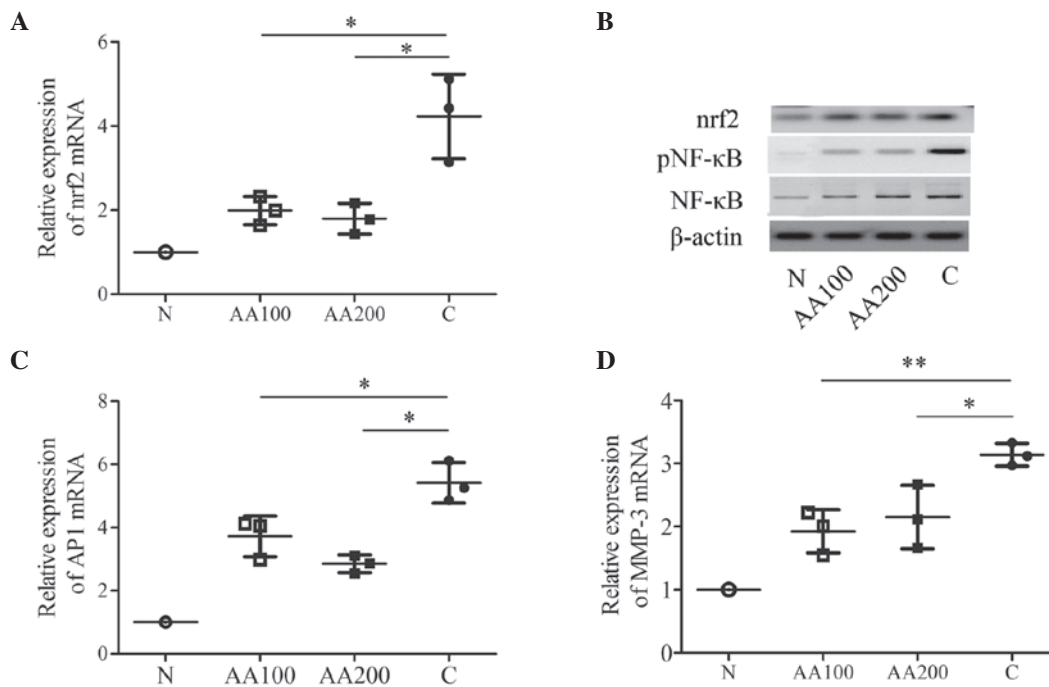 A
Relative expression
of nrf2 mRNA
6
4
2
0
*
*
N AA100 AA200 C
B
nrf2
pNF-κB
NF-κB
β-actin
N AA100 AA200 C
C
Relative expression
of AP1 mRNA
8
6
4
2
0
*
*
N AA100 AA200 C
D
Relative expression
of MMP-3 mRNA
4
3
2
1
0
**
*
N AA100 AA200 C